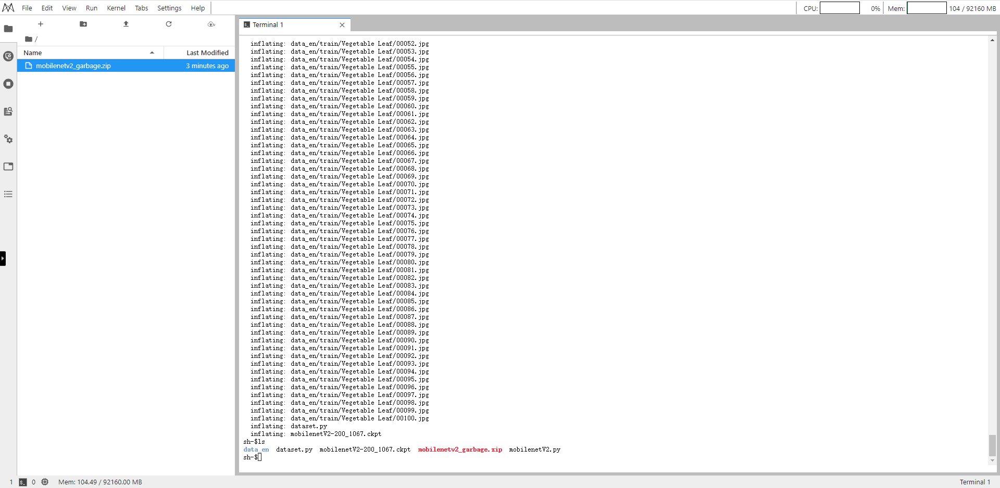 File Edit View Run Kernel Tabs Settings Help
CPU: 0% Mem: 104 / 92160 MB
/
Name Last Modified
mobilenetv2_garbage.zip 3 minutes ago
Terminal 1
inflating: data_en/train/Vegetable Leaf/00052.jpg
inflating: data_en/train/Vegetable Leaf/00053.jpg
inflating: data_en/train/Vegetable Leaf/00054.jpg
inflating: data_en/train/Vegetable Leaf/00055.jpg
inflating: data_en/train/Vegetable Leaf/00056.jpg
inflating: data_en/train/Vegetable Leaf/00057.jpg
inflating: data_en/train/Vegetable Leaf/00058.jpg
inflating: data_en/train/Vegetable Leaf/00059.jpg
inflating: data_en/train/Vegetable Leaf/00060.jpg
inflating: data_en/train/Vegetable Leaf/00061.jpg
inflating: data_en/train/Vegetable Leaf/00062.jpg
inflating: data_en/train/Vegetable Leaf/00063.jpg
inflating: data_en/train/Vegetable Leaf/00064.jpg
inflating: data_en/train/Vegetable Leaf/00065.jpg
inflating: data_en/train/Vegetable Leaf/00066.jpg
inflating: data_en/train/Vegetable Leaf/00067.jpg
inflating: data_en/train/Vegetable Leaf/00068.jpg
inflating: data_en/train/Vegetable Leaf/00069.jpg
inflating: data_en/train/Vegetable Leaf/00070.jpg
inflating: data_en/train/Vegetable Leaf/00071.jpg
inflating: data_en/train/Vegetable Leaf/00072.jpg
inflating: data_en/train/Vegetable Leaf/00073.jpg
inflating: data_en/train/Vegetable Leaf/00074.jpg
inflating: data_en/train/Vegetable Leaf/00075.jpg
inflating: data_en/train/Vegetable Leaf/00076.jpg
inflating: data_en/train/Vegetable Leaf/00077.jpg
inflating: data_en/train/Vegetable Leaf/00078.jpg
inflating: data_en/train/Vegetable Leaf/00079.jpg
inflating: data_en/train/Vegetable Leaf/00080.jpg
inflating: data_en/train/Vegetable Leaf/00081.jpg
inflating: data_en/train/Vegetable Leaf/00082.jpg
inflating: data_en/train/Vegetable Leaf/00083.jpg
inflating: data_en/train/Vegetable Leaf/00084.jpg
inflating: data_en/train/Vegetable Leaf/00085.jpg
inflating: data_en/train/Vegetable Leaf/00086.jpg
inflating: data_en/train/Vegetable Leaf/00087.jpg
inflating: data_en/train/Vegetable Leaf/00088.jpg
inflating: data_en/train/Vegetable Leaf/00089.jpg
inflating: data_en/train/Vegetable Leaf/00090.jpg
inflating: data_en/train/Vegetable Leaf/00091.jpg
inflating: data_en/train/Vegetable Leaf/00092.jpg
inflating: data_en/train/Vegetable Leaf/00093.jpg
inflating: data_en/train/Vegetable Leaf/00094.jpg
inflating: data_en/train/Vegetable Leaf/00095.jpg
inflating: data_en/train/Vegetable Leaf/00096.jpg
inflating: data_en/train/Vegetable Leaf/00097.jpg
inflating: data_en/train/Vegetable Leaf/00098.jpg
inflating: data_en/train/Vegetable Leaf/00099.jpg
inflating: data_en/train/Vegetable Leaf/00100.jpg
inflating: dataset.py
inflating: mobilenetV2-200_1067.ckpt
sh-$ls
data_en dataset.py mobilenetV2-200_1067.ckpt mobilenetv2_garbage.zip mobilenetV2.py
sh-$
1 0 Mem: 104.49 / 92160.00 MB Terminal 1